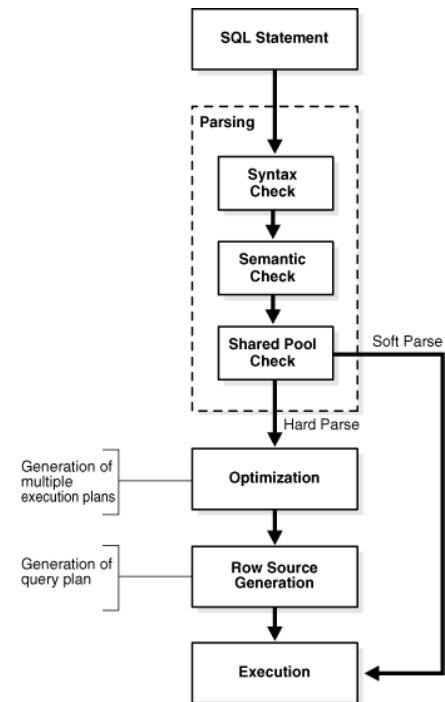 SQL Statement
Parsing
Syntax
Check
Semantic
Check
Shared Pool
Check
Soft Parse
Hard Parse
Generation of
multiple
execution plans
Optimization
Generation of
query plan
Row Source
Generation
Execution